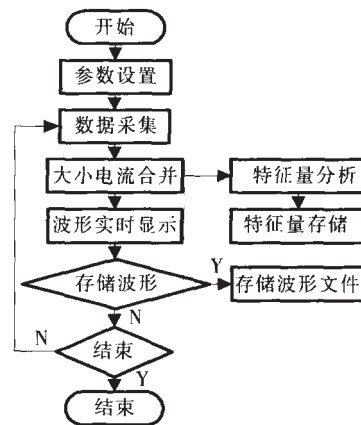 开始
参数设置
数据采集
大小电流合并
特征量分析
波形实时显示
特征量存储
存储波形
Y
存储波形文件
N
N
结束
Y
结束